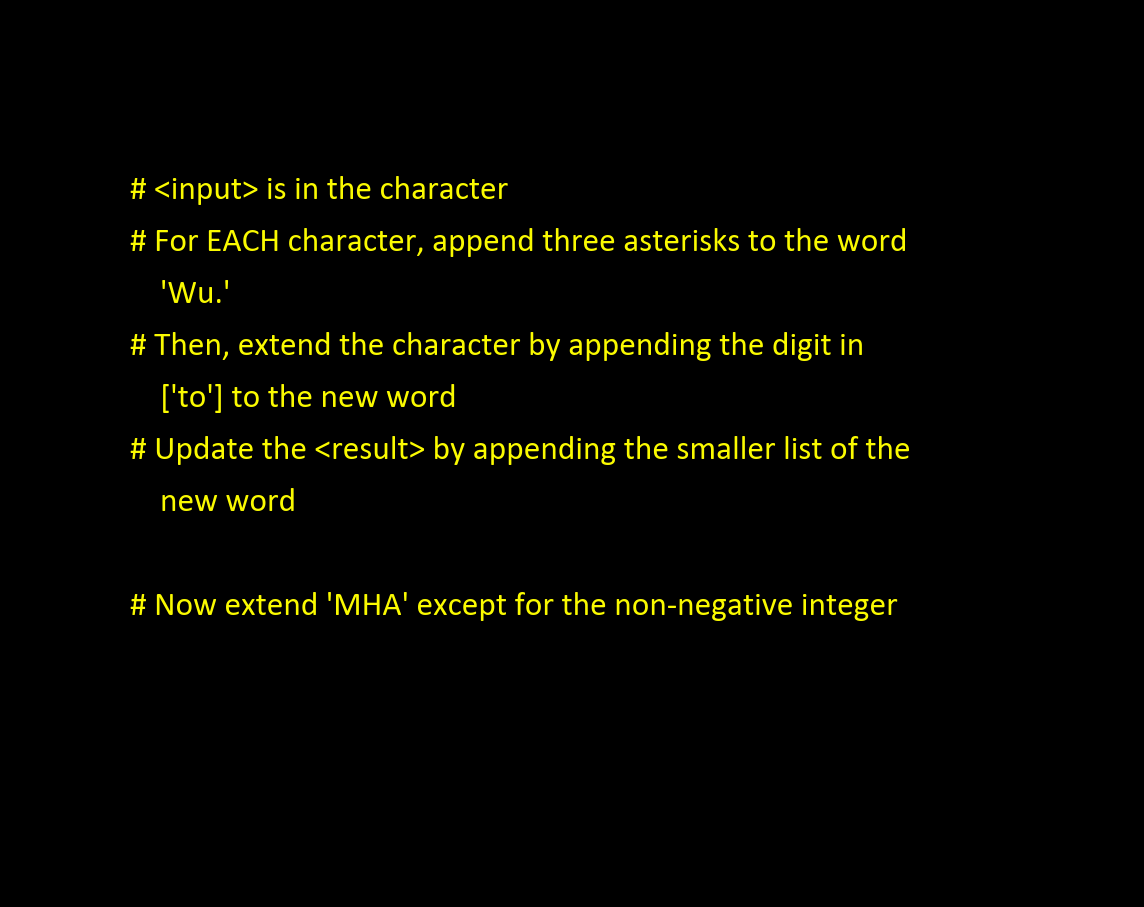 # <input> is in the character
# For EACH character, append three asterisks to the word
'Wu.'
# Then, extend the character by appending the digit in
['to'] to the new word
# Update the <result> by appending the smaller list of the
new word
# Now extend 'MHA' except for the non-negative integer